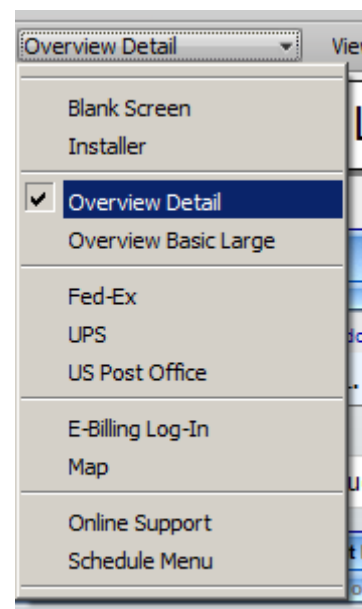 Overview Detail
Blank Screen
Installer
Overview Detail
Overview Basic Large
Fed-Ex
UPS
US Post Office
E-Billing Log-In
Map
Online Support
Schedule Menu